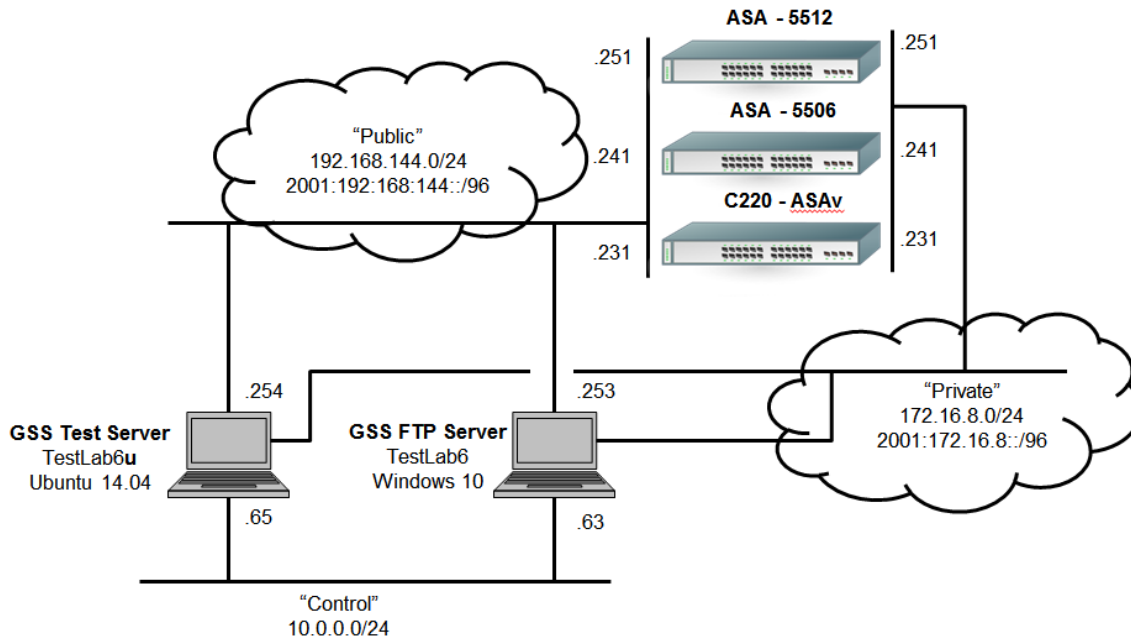 ASA - 5512
.251
.251
ASA - 5506
“Public”
192.168.144.0/24
2001:192:168:144::/96
.241
.241
C220 - ASAv
.231
.231
.254
.253
“Private”
172.16.8.0/24
2001:172.16.8::/96
GSS Test Server
TestLab6u
Ubuntu 14.04
GSS FTP Server
TestLab6
Windows 10
.65
.63
“Control”
10.0.0.0/24